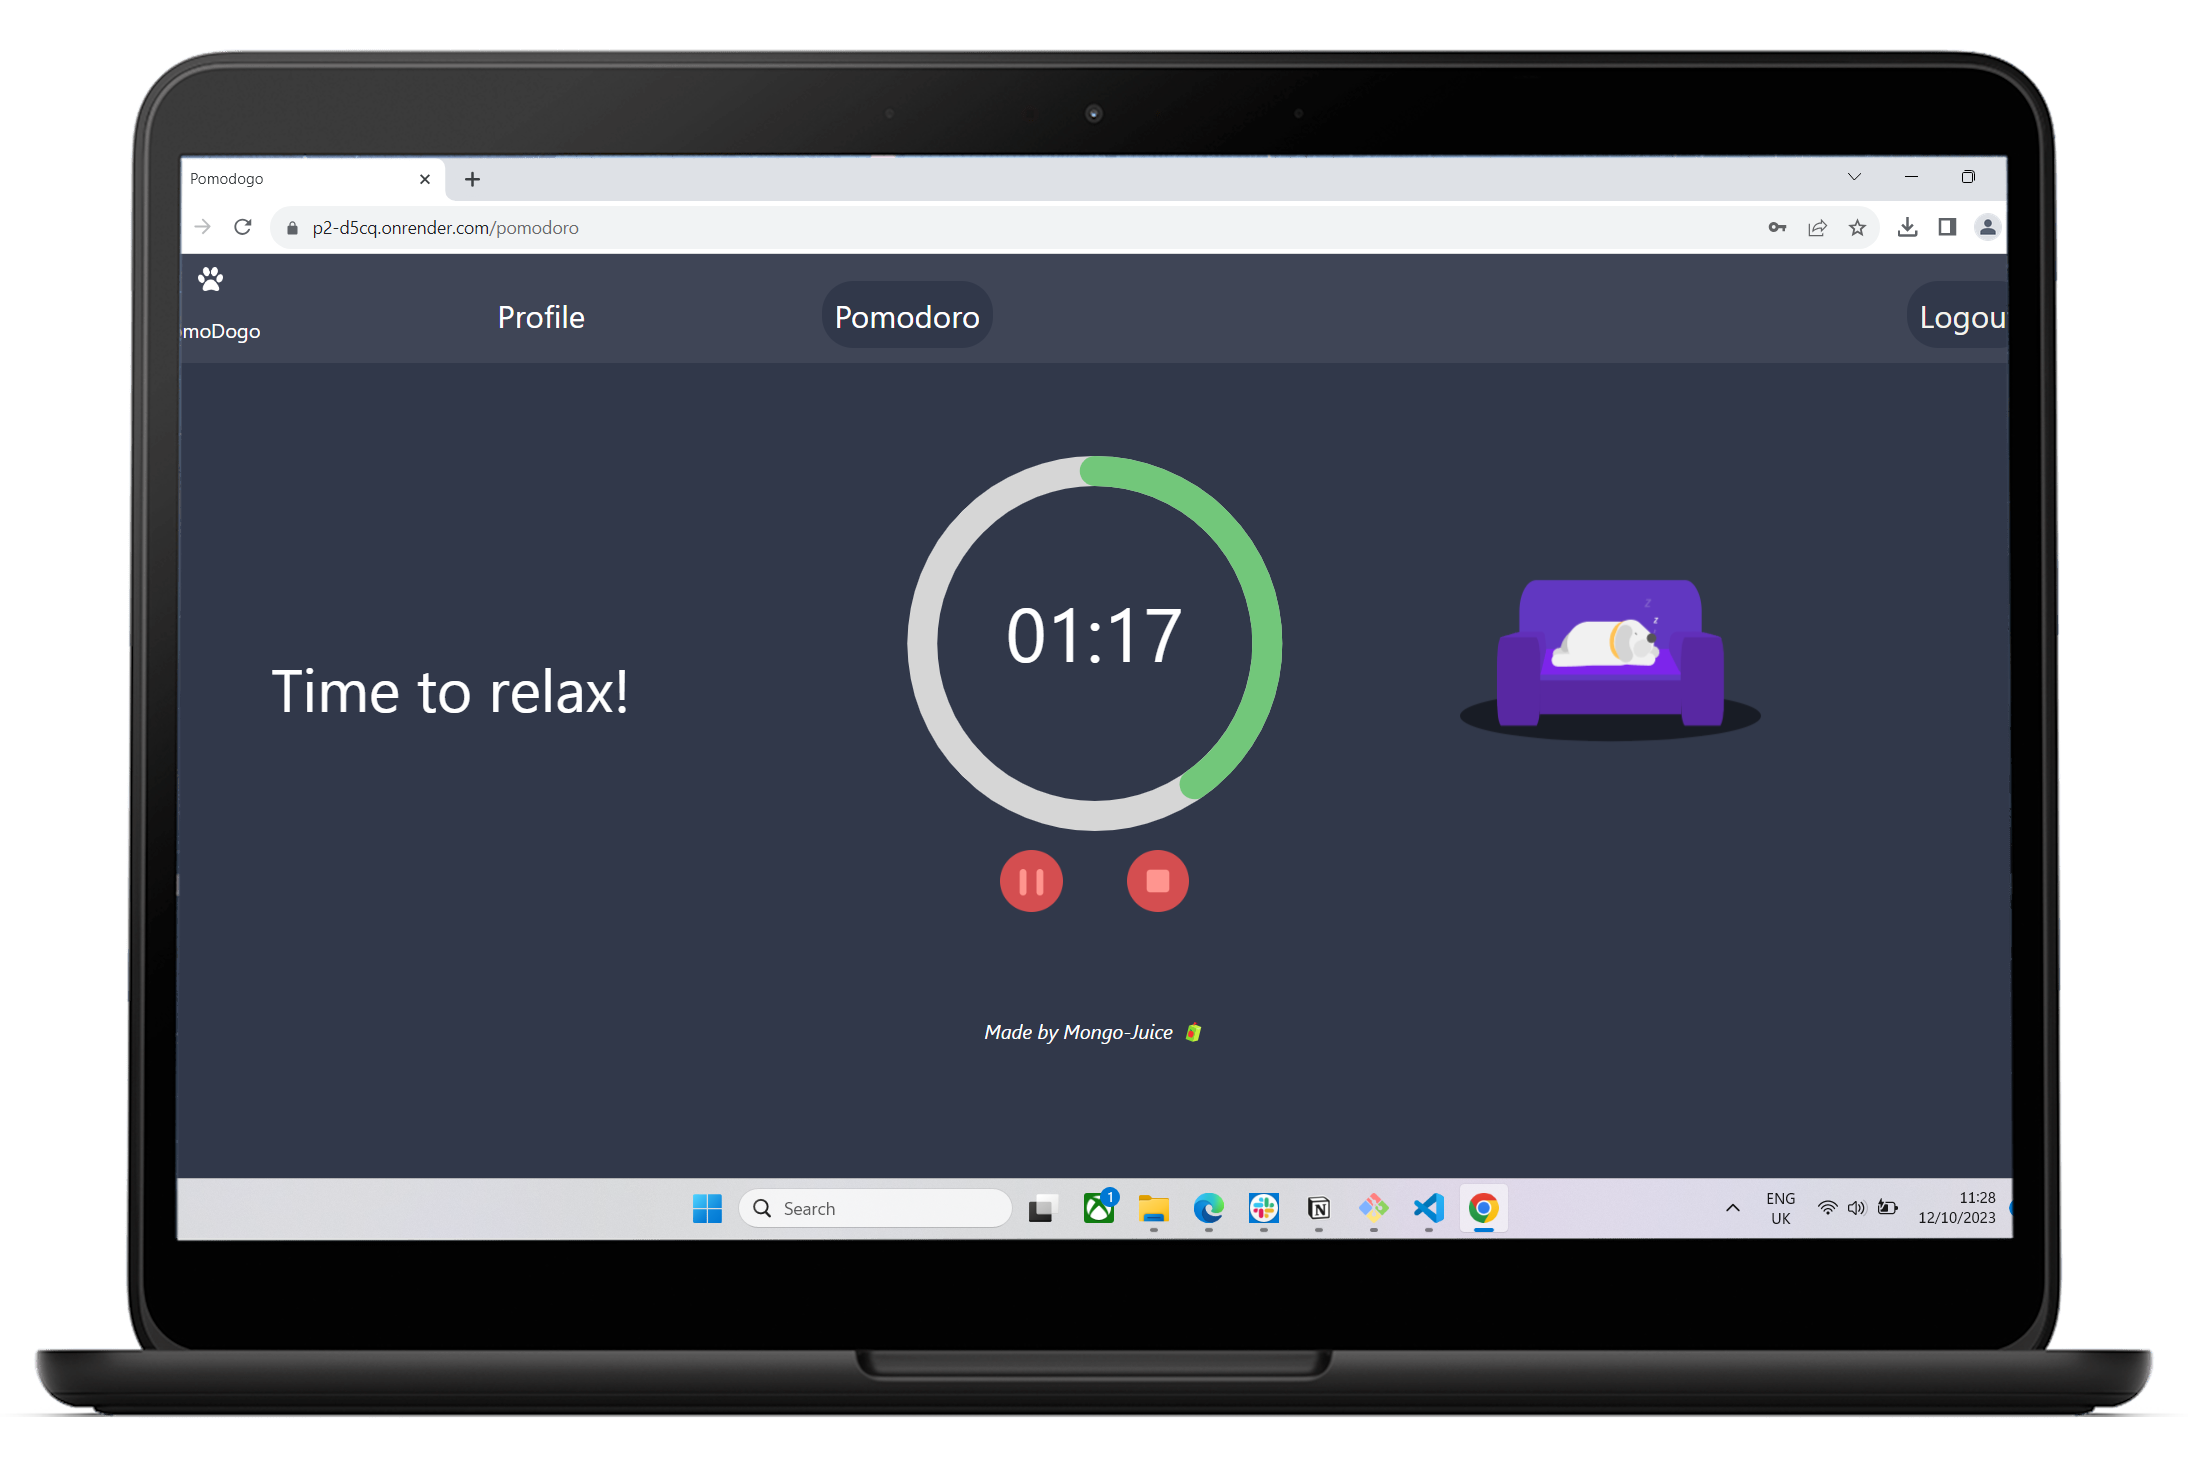 Pomodogo
p2-d5cq.onrender.com/pomodoro
moDogo
Profile
Pomodoro
Logou
Time to relax!
01:17
z
z
Made by Mongo-Juice
Search
1
N
ENG
UK
11:28
12/10/2023